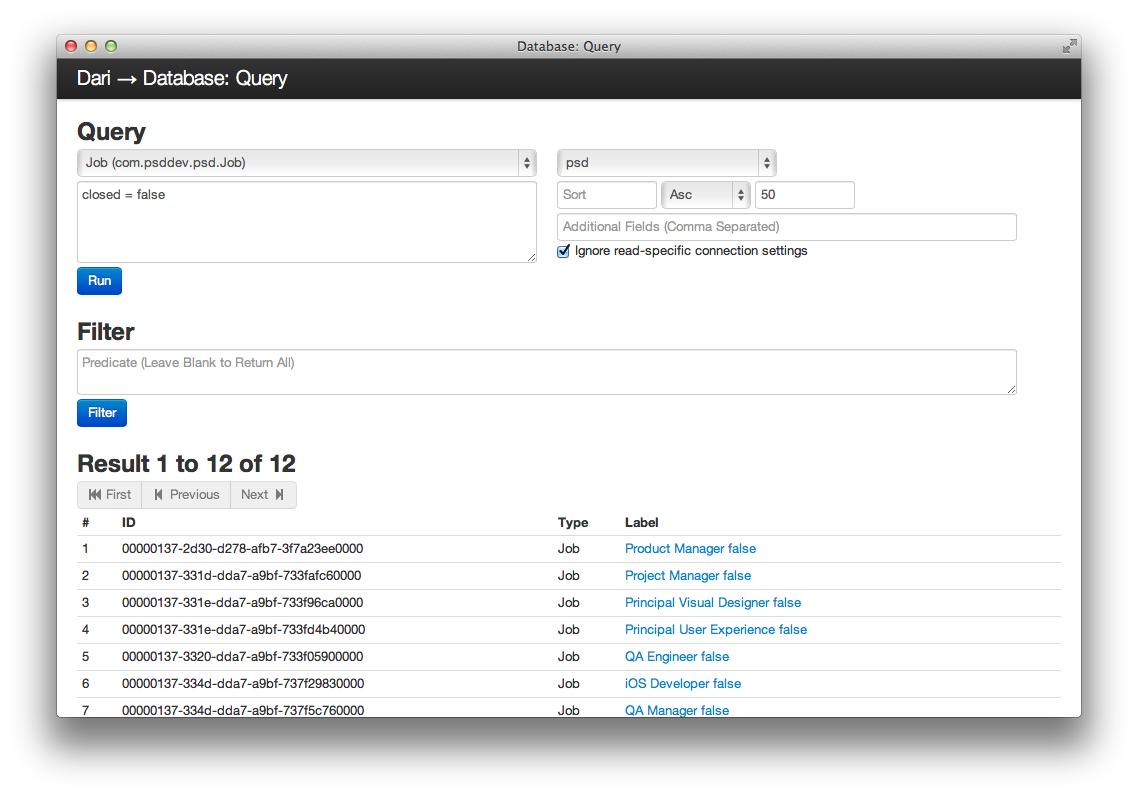 Database: Query
Dari → Database: Query
Query
Job (com.psddev.psd.Job)
psd
closed = false
Sort
Asc
50
Additional Fields (Comma Separated)
Ignore read-specific connection settings
Run
Filter
Predicate (Leave Blank to Return All)
Filter
Result 1 to 12 of 12
First Previous Next
# ID Type Label
1 00000137-2d30-d278-afb7-3f7a23ee0000 Job Product Manager false
2 00000137-331d-dda7-a9bf-733fafc60000 Job Project Manager false
3 00000137-331e-dda7-a9bf-733f96ca0000 Job Principal Visual Designer false
4 00000137-331e-dda7-a9bf-733fd4b40000 Job Principal User Experience false
5 00000137-3320-dda7-a9bf-733f05900000 Job QA Engineer false
6 00000137-334d-dda7-a9bf-737f29830000 Job iOS Developer false
7 00000137-334d-dda7-a9bf-737f5c760000 Job QA Manager false